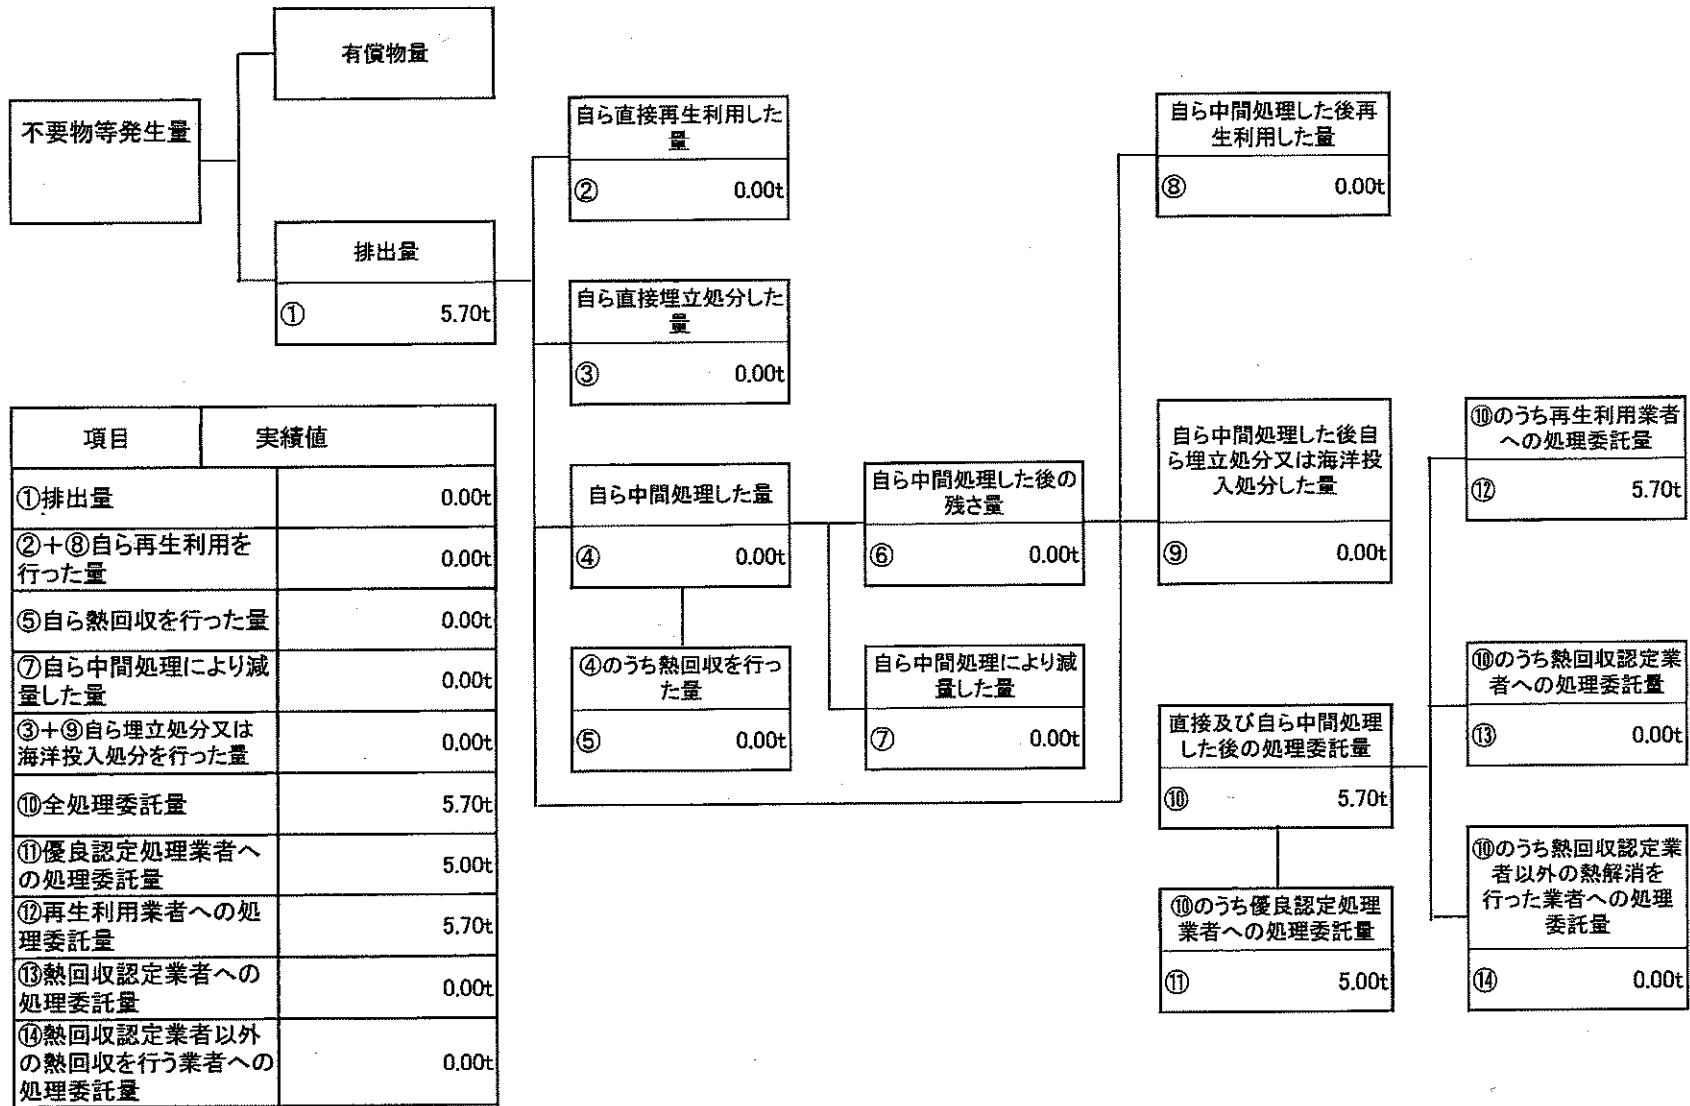 有償物量
不要物等発生量
排出量
① 5.70t
自ら直接再生利用した
量
② 0.00t
自ら直接埋立処分した
量
③ 0.00t
自ら中間処理した量
④ 0.00t
④のうち熱回収を行っ
た量
⑤ 0.00t
自ら中間処理した後の
残さ量
⑥ 0.00t
自ら中間処理により減
量した量
⑦ 0.00t
自ら中間処理した後再
生利用した量
⑧ 0.00t
自ら中間処理した後自
ら埋立処分又は海洋投
入処分した量
⑨ 0.00t
直接及び自ら中間処理
した後の処理委託量
⑩ 5.70t
⑩のうち優良認定処理
業者への処理委託量
⑪ 5.00t
⑩のうち再生利用業者
への処理委託量
⑫ 5.70t
⑩のうち熱回収認定業
者への処理委託量
⑬ 0.00t
⑩のうち熱回収認定業
者以外の熱解消を
行った業者への処理
委託量
⑭ 0.00t
項目 実績値
①排出量 0.00t
②+⑧自ら再生利用を
行った量 0.00t
⑤自ら熱回収を行った量 0.00t
⑦自ら中間処理により減
量した量 0.00t
③+⑨自ら埋立処分又は
海洋投入処分を行った量 0.00t
⑩全処理委託量 5.70t
⑪優良認定処理業者へ
の処理委託量 5.00t
⑫再生利用業者への処
理委託量 5.70t
⑬熱回収認定業者への
処理委託量 0.00t
⑭熱回収認定業者以外
の熱回収を行う業者への
処理委託量 0.00t